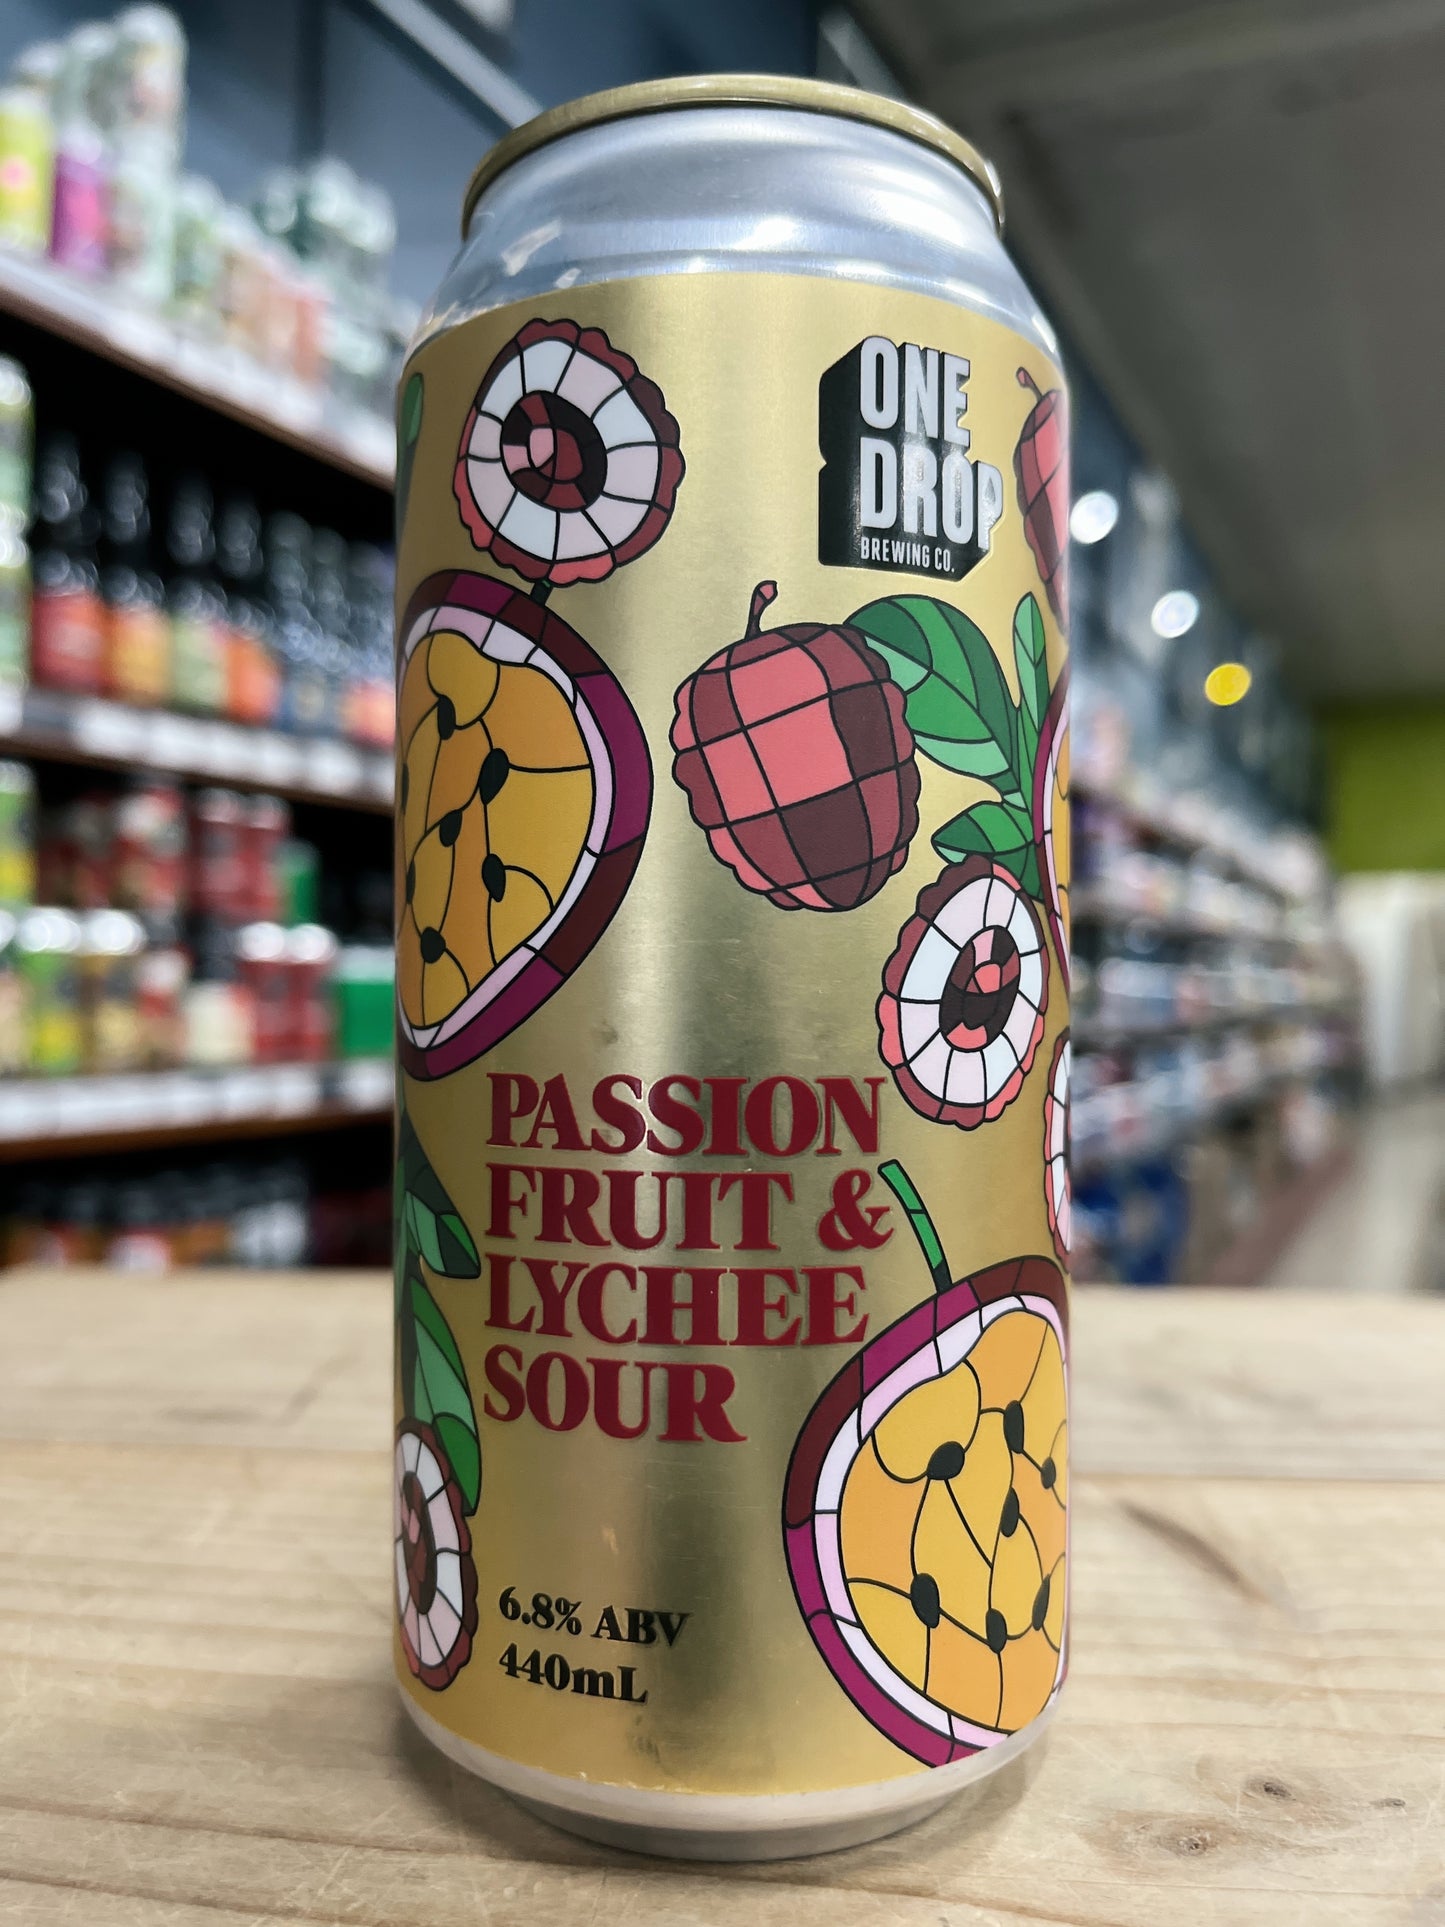 ONE
DROP
BREWING CO.
PASSION
FRUIT &
LYCHEE
SOUR
6.8% ABV
440mL